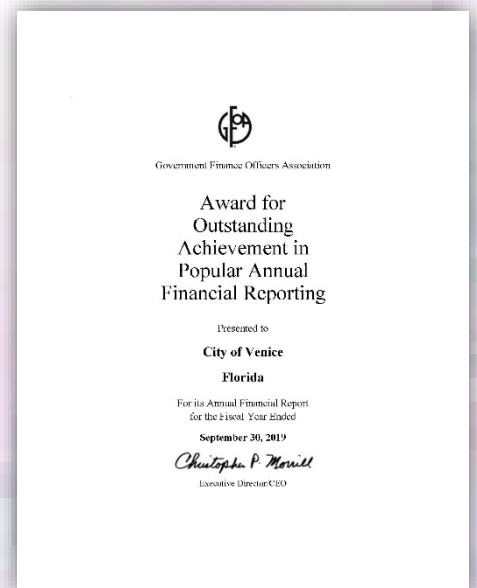 GFOA
Government Finance Officers Association
Award for
Outstanding
Achievement in
Popular Annual
Financial Reporting
Presented to
City of Venice
Florida
For its Annual Financial Report
for the Fiscal Year Ended
September 30, 2019
Christopher P. Morrill
Executive Director/CEO